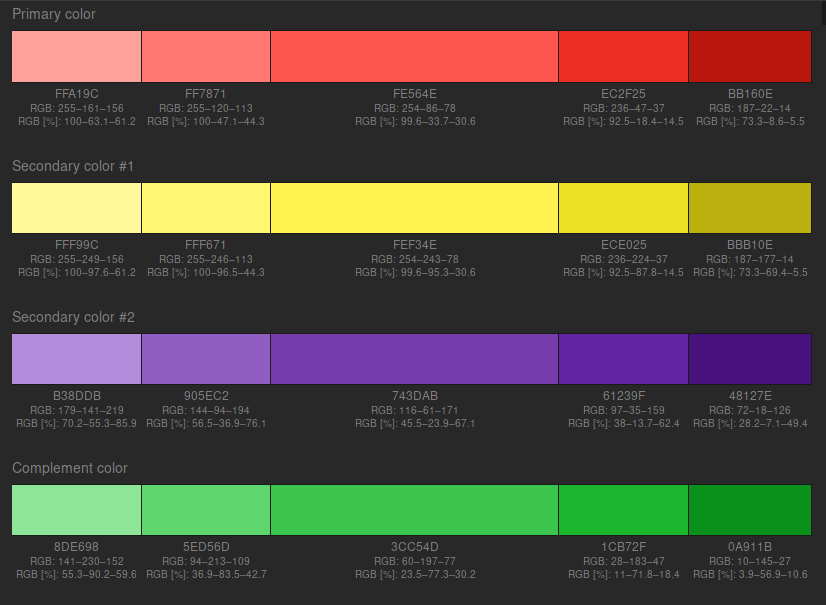 Primary color
FFA19C FF7871 FE564E EC2F25 BB160E
RGB: 255–161–156 RGB: 255–120–113 RGB: 254–86–78 RGB: 236–47–37 RGB: 187–22–14
RGB [%]: 100–63.1–61.2 RGB [%]: 100–47.1–44.3 RGB [%]: 99.6–33.7–30.6 RGB [%]: 92.5–18.4–14.5 RGB [%]: 73.3–8.6–5.5
Secondary color #1
FFF99C FFF671 FEF34E ECE025 BBB10E
RGB: 255–249–156 RGB: 255–246–113 RGB: 254–243–78 RGB: 236–224–37 RGB: 187–177–14
RGB [%]: 100–97.6–61.2 RGB [%]: 100–96.5–44.3 RGB [%]: 99.6–95.3–30.6 RGB [%]: 92.5–87.8–14.5 RGB [%]: 73.3–69.4–5.5
Secondary color #2
B38DDB 905EC2 743DAB 61239F 48127E
RGB: 179–141–219 RGB: 144–94–194 RGB: 116–61–171 RGB: 97–35–159 RGB: 72–18–126
RGB [%]: 70.2–55.3–85.9 RGB [%]: 56.5–36.9–76.1 RGB [%]: 45.5–23.9–67.1 RGB [%]: 38–13.7–62.4 RGB [%]: 28.2–7.1–49.4
Complement color
8DE698 5ED56D 3CC54D 1CB72F 0A911B
RGB: 141–230–152 RGB: 94–213–109 RGB: 60–197–77 RGB: 28–183–47 RGB: 10–145–27
RGB [%]: 55.3–90.2–59.6 RGB [%]: 36.9–83.5–42.7 RGB [%]: 23.5–77.3–30.2 RGB [%]: 11–71.8–18.4 RGB [%]: 3.9–56.9–10.6